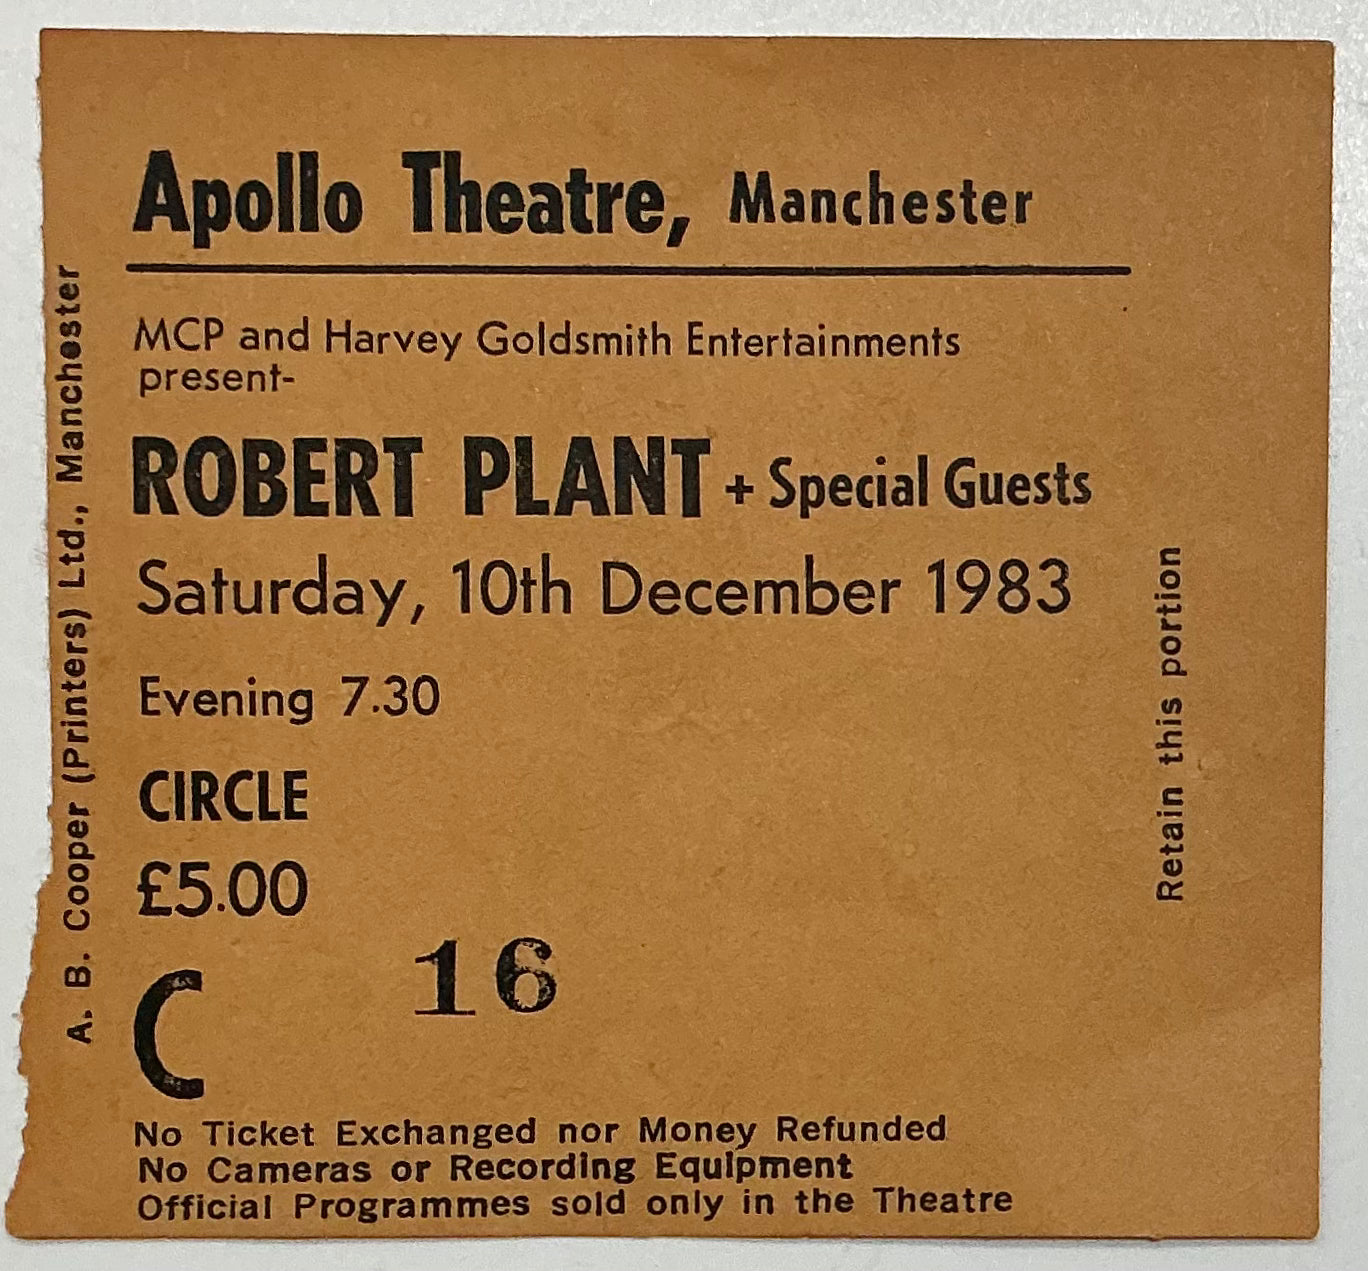 Apollo Theatre, Manchester
MCP and Harvey Goldsmith Entertainments
present-
ROBERT PLANT + Special Guests
Saturday, 10th December 1983
Evening 7.30
CIRCLE
£5.00
C 16
No Ticket Exchanged nor Money Refunded
No Cameras or Recording Equipment
Official Programmes sold only in the Theatre
A. B. Cooper (Printers) Ltd., Manchester
Retain this portion